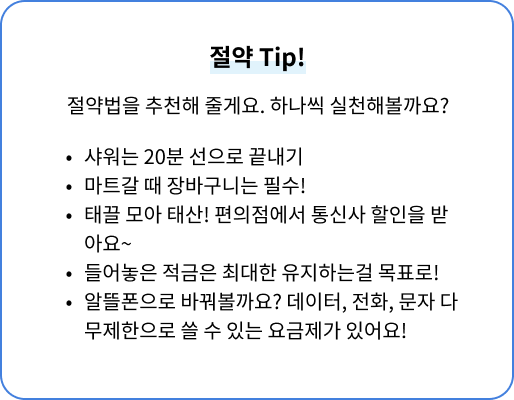 절약 Tip!
절약법을 추천해 줄게요. 하나씩 실천해볼까요?
• 샤워는 20분 선으로 끝내기
• 마트갈 때 장바구니는 필수!
• 태끌 모아 태산! 편의점에서 통신사 할인을 받
아요~
• 들어놓은 적금은 최대한 유지하는걸 목표로!
• 알뜰폰으로 바꿔볼까요? 데이터, 전화, 문자 다
무제한으로 쓸 수 있는 요금제가 있어요!